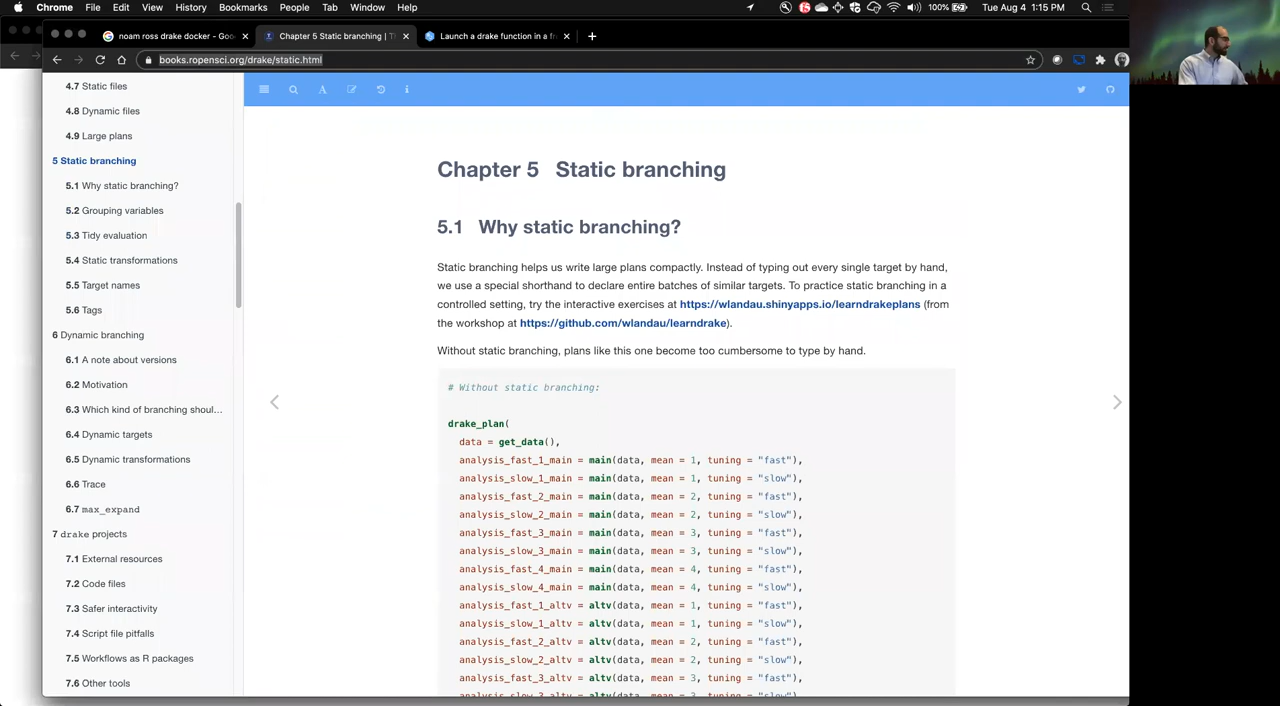 Chrome File Edit View History Bookmarks People Tab Window Help 100% Tue Aug 4 1:15 PM
noam ross drake docker - Goo
Chapter 5 Static branching | Th
Launch a drake function in a fr
books.ropensci.org/drake/static.html
4.7 Static files
4.8 Dynamic files
4.9 Large plans
5 Static branching
5.1 Why static branching?
5.2 Grouping variables
5.3 Tidy evaluation
5.4 Static transformations
5.5 Target names
5.6 Tags
6 Dynamic branching
6.1 A note about versions
6.2 Motivation
6.3 Which kind of branching shoul...
6.4 Dynamic targets
6.5 Dynamic transformations
6.6 Trace
6.7 max_expand
7 drake projects
7.1 External resources
7.2 Code files
7.3 Safer interactivity
7.4 Script file pitfalls
7.5 Workflows as R packages
7.6 Other tools
Chapter 5 Static branching
5.1 Why static branching?
Static branching helps us write large plans compactly. Instead of typing out every single target by hand,
we use a special shorthand to declare entire batches of similar targets. To practice static branching in a
controlled setting, try the interactive exercises at https://wlandau.shinyapps.io/learndrakeplans (from
the workshop at https://github.com/wlandau/learndrake).
Without static branching, plans like this one become too cumbersome to type by hand.
# Without static branching:
drake_plan(
data = get_data(),
analysis_fast_1_main = main(data, mean = 1, tuning = "fast"),
analysis_slow_1_main = main(data, mean = 1, tuning = "slow"),
analysis_fast_2_main = main(data, mean = 2, tuning = "fast"),
analysis_slow_2_main = main(data, mean = 2, tuning = "slow"),
analysis_fast_3_main = main(data, mean = 3, tuning = "fast"),
analysis_slow_3_main = main(data, mean = 3, tuning = "slow"),
analysis_fast_4_main = main(data, mean = 4, tuning = "fast"),
analysis_slow_4_main = main(data, mean = 4, tuning = "slow"),
analysis_fast_1_altv = altv(data, mean = 1, tuning = "fast"),
analysis_slow_1_altv = altv(data, mean = 1, tuning = "slow"),
analysis_fast_2_altv = altv(data, mean = 2, tuning = "fast"),
analysis_slow_2_altv = altv(data, mean = 2, tuning = "slow"),
analysis_fast_3_altv = altv(data, mean = 3, tuning = "fast"),
analysis_slow_3_altv = altv(data, mean = 3, tuning = "slow"),